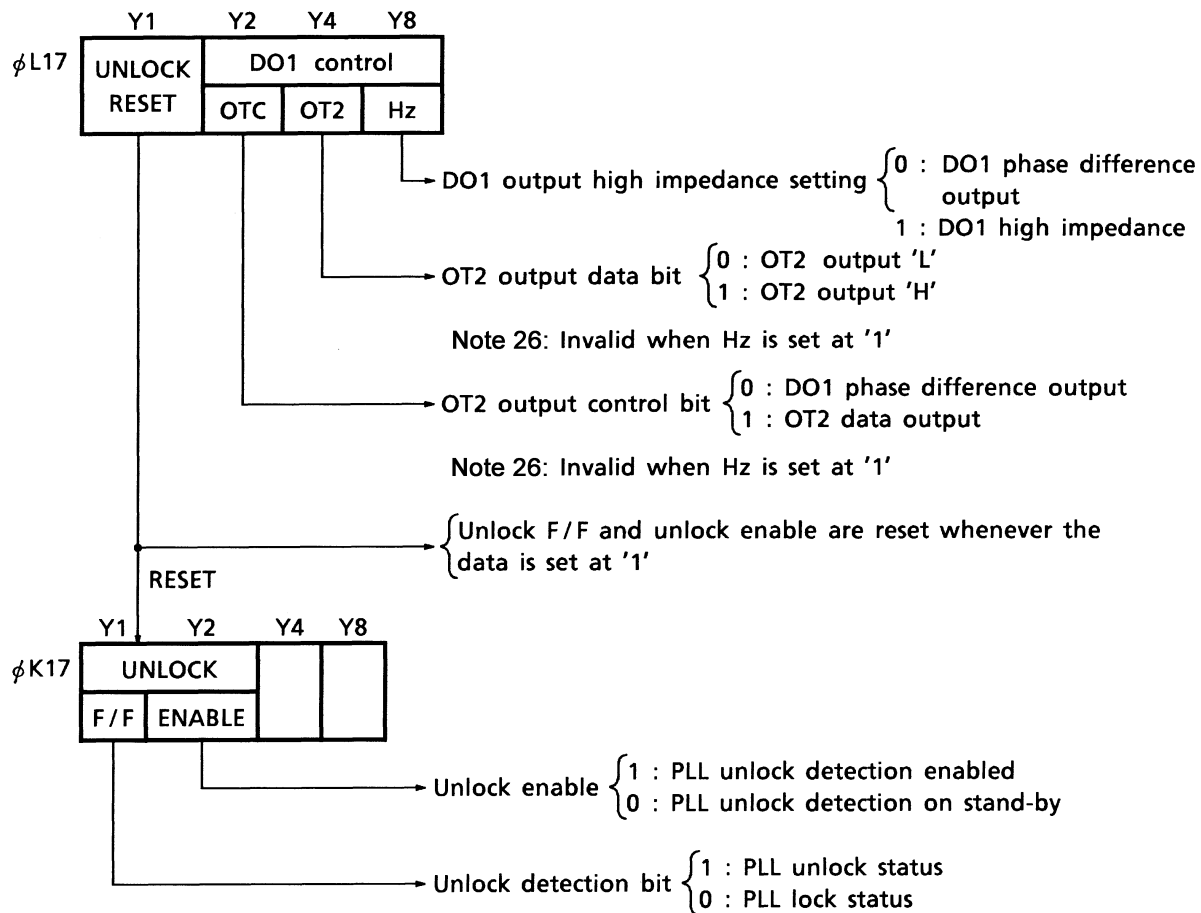 Y1 Y2 Y4 Y8
φL17 UNLOCK RESET DO1 control
OTC OT2 Hz
DO1 output high impedance setting 0 : DO1 phase difference output
1 : DO1 high impedance
OT2 output data bit 0 : OT2 output 'L'
1 : OT2 output 'H'
Note 26: Invalid when Hz is set at '1'
OT2 output control bit 0 : DO1 phase difference output
1 : OT2 data output
Note 26: Invalid when Hz is set at '1'
Unlock F/F and unlock enable are reset whenever the
data is set at '1'
RESET
Y1 Y2 Y4 Y8
φK17 UNLOCK
F/F ENABLE
Unlock enable 1 : PLL unlock detection enabled
0 : PLL unlock detection on stand-by
Unlock detection bit 1 : PLL unlock status
0 : PLL lock status